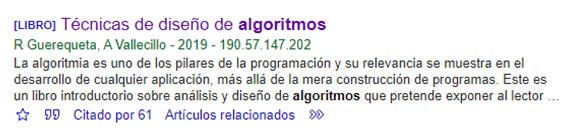 [LIBRO] Técnicas de diseño de algoritmos
R Guerequeta, A Vallecillo - 2019 - 190.57.147.202
La algoritmia es uno de los pilares de la programación y su relevancia se muestra en el
desarrollo de cualquier aplicación, más allá de la mera construcción de programas. Este es
un libro introductorio sobre análisis y diseño de algoritmos que pretende exponer al lector ...
Citado por 61 Artículos relacionados